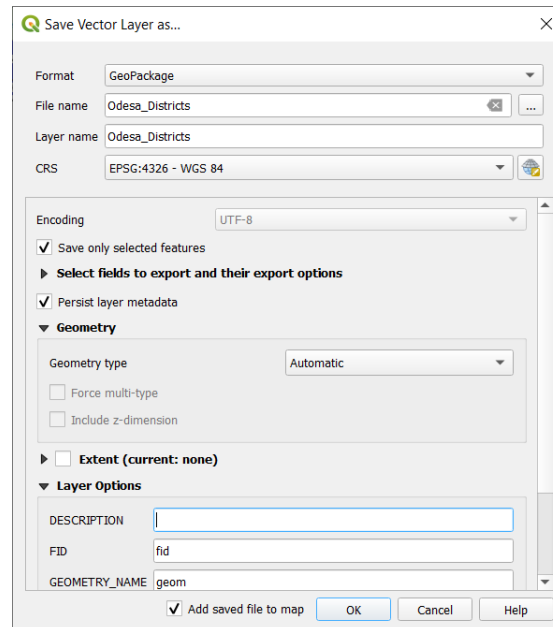 Save Vector Layer as...
Format GeoPackage
File name Odesa_Districts ...
Layer name Odesa_Districts
CRS EPSG:4326 - WGS 84
Encoding UTF-8
Save only selected features
Select fields to export and their export options
Persist layer metadata
Geometry
Geometry type Automatic
Force multi-type
Include z-dimension
Extent (current: none)
Layer Options
DESCRIPTION
FID fid
GEOMETRY_NAME geom
Add saved file to map OK Cancel Help